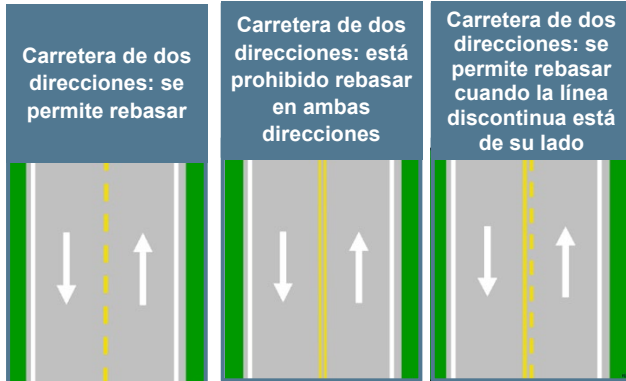 Carretera de dos
direcciones: se
permite rebasar
Carretera de dos
direcciones: está
prohibido rebasar
en ambas
direcciones
Carretera de dos
direcciones: se
permite rebasar
cuando la línea
discontinua está
de su lado